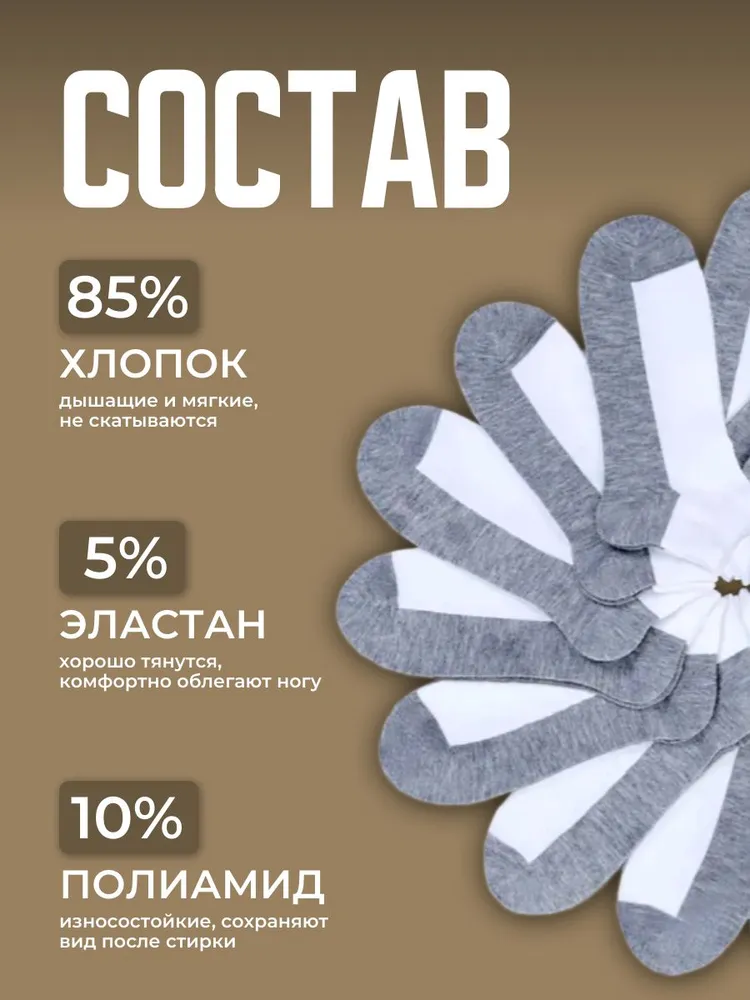 СОСТАВ
85%
ХЛОПОК
дышащие и мягкие,
не скатываются
5%
ЭЛАСТАН
хорошо тянутся,
комфортно облегают ногу
10%
ПОЛИАМИД
износостойкие, сохраняют
вид после стирки